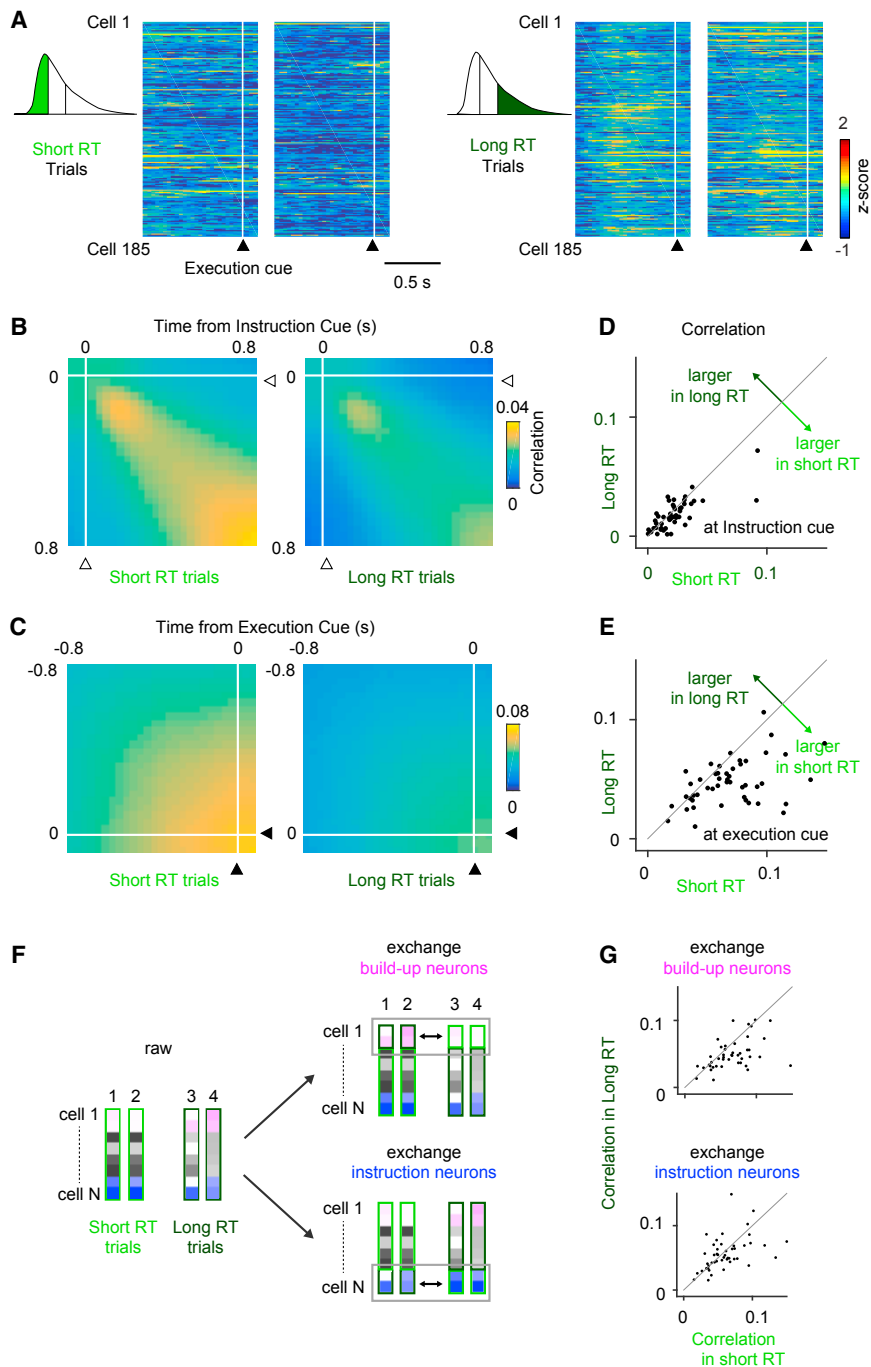 A
Cell 1
Short RT
Trials
Cell 185
Execution cue
0.5 s
Cell 1
Long RT
Trials
Cell 185
2
z-score
-1
B
Time from Instruction Cue (s)
0
0.8
0
0.8
Short RT trials
0
0.8
0
Long RT trials
0.04
Correlation
0
C
Time from Execution Cue (s)
-0.8
0
-0.8
0
Short RT trials
-0.8
0
-0.8
0
Long RT trials
0.08
0
D
Correlation
larger
in long RT
larger
in short RT
0.1
Long RT
at Instruction cue
0
0
0.1
Short RT
E
larger
in long RT
larger
in short RT
0.1
Long RT
at execution cue
0
0
0.1
Short RT
F
raw
1
2
3
4
cell 1
cell N
Short RT
trials
Long RT
trials
exchange
build-up neurons
1
2
3
4
cell 1
cell N
exchange
instruction neurons
cell 1
cell N
G
exchange
build-up neurons
0.1
0
Correlation in Long RT
exchange
instruction neurons
0.1
0
0
0.1
Correlation
in short RT